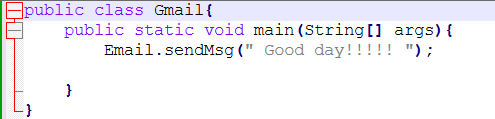 public class Gmail{
public static void main(String[] args){
Email.sendMsg(" Good day!!!!! ");
}
}